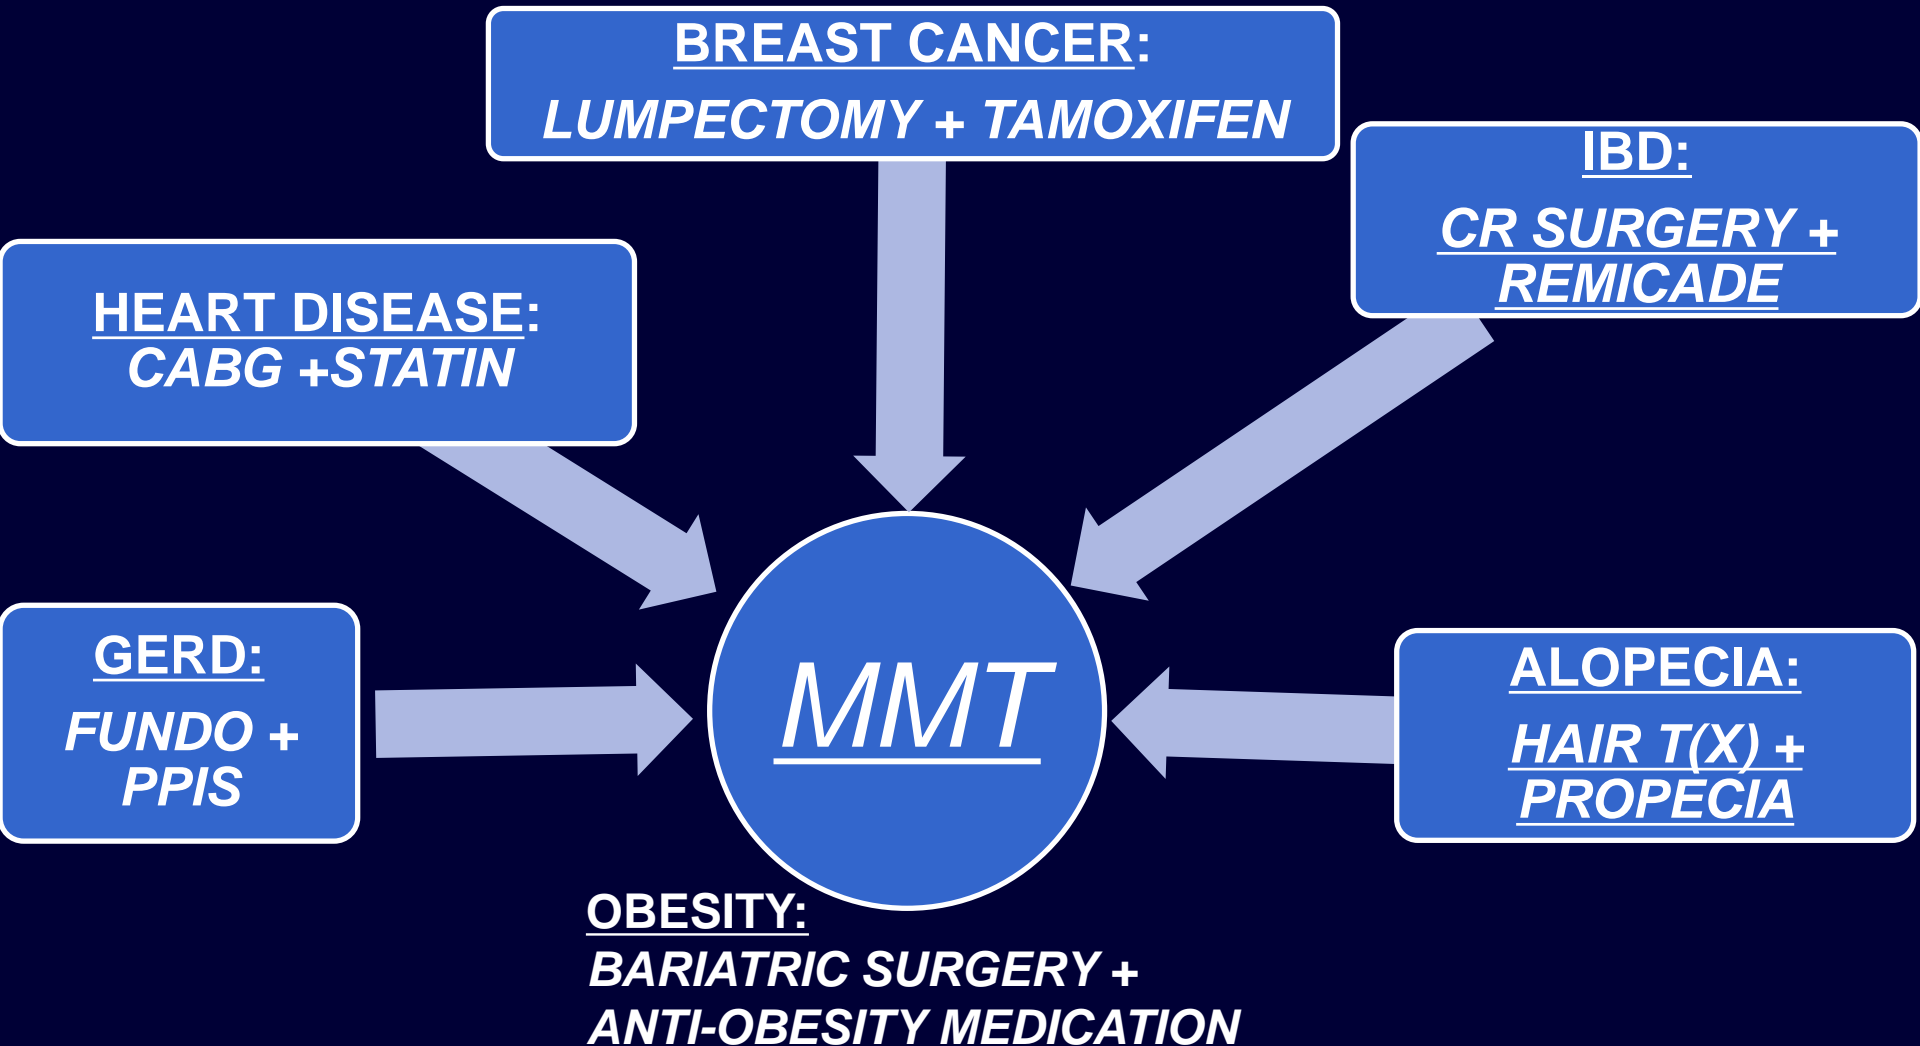 BREAST CANCER:
LUMPECTOMY + TAMOXIFEN
IBD:
CR SURGERY +
REMICADE
HEART DISEASE:
CABG +STATIN
GERD:
FUNDO +
PPIS
MMT
ALOPECIA:
HAIR T(X) +
PROPECIA
OBESITY:
BARIATRIC SURGERY +
ANTI-OBESITY MEDICATION